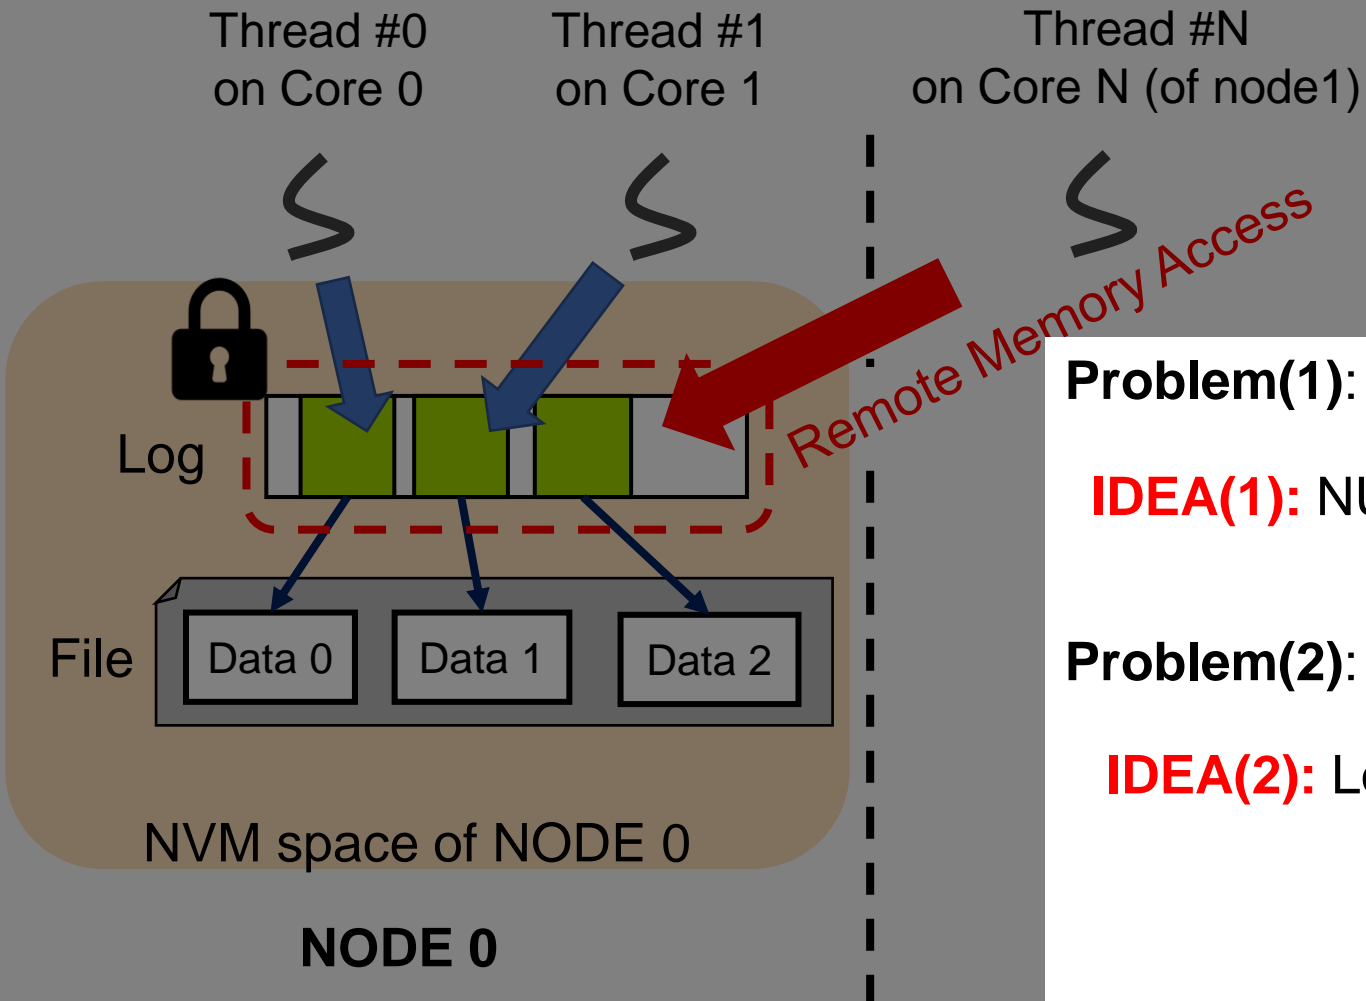 Thread #0
on Core 0
Thread #1
on Core 1
Thread #N
on Core N (of node1)
Remote Memory Access
Log
File
Data 0
Data 1
Data 2
NVM space of NODE 0
NODE 0
Problem(1):
IDEA(1):
Problem(2):
IDEA(2):